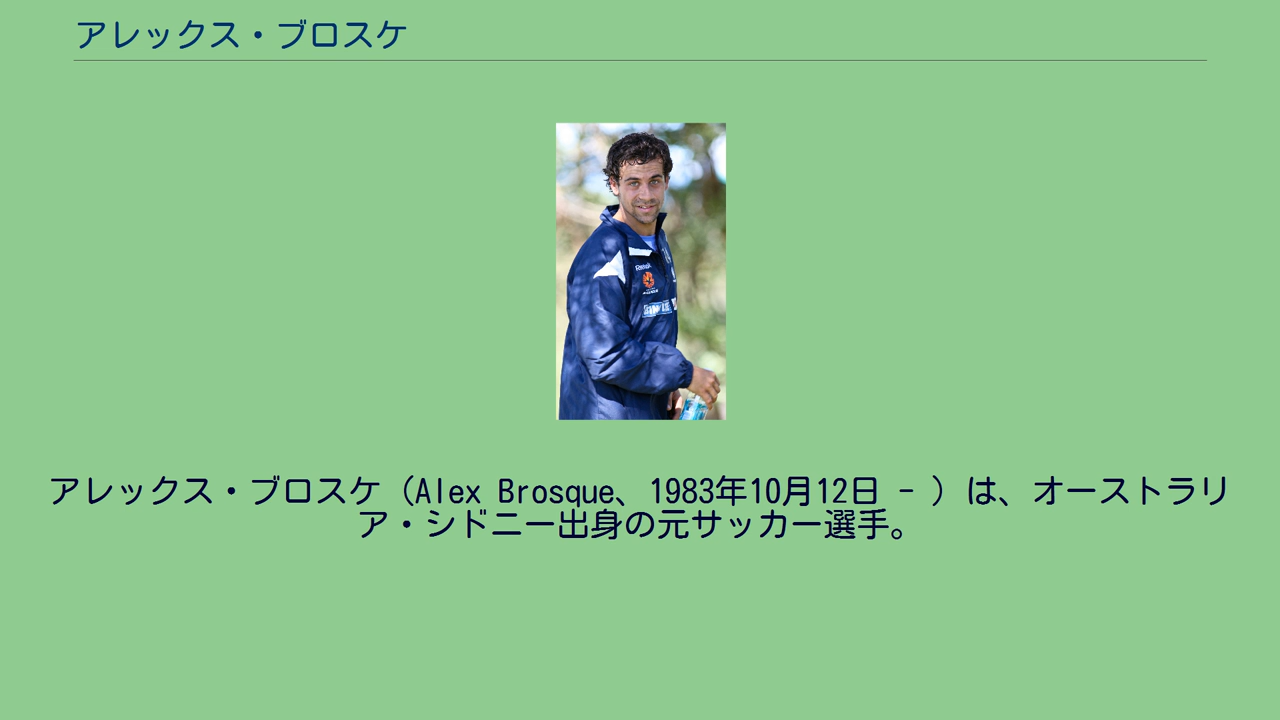 アレックス・ブロスケ
アレックス・ブロスケ（Alex Brosque、1983年10月12日 - ）は、オーストラリ
ア・シドニー出身の元サッカー選手。